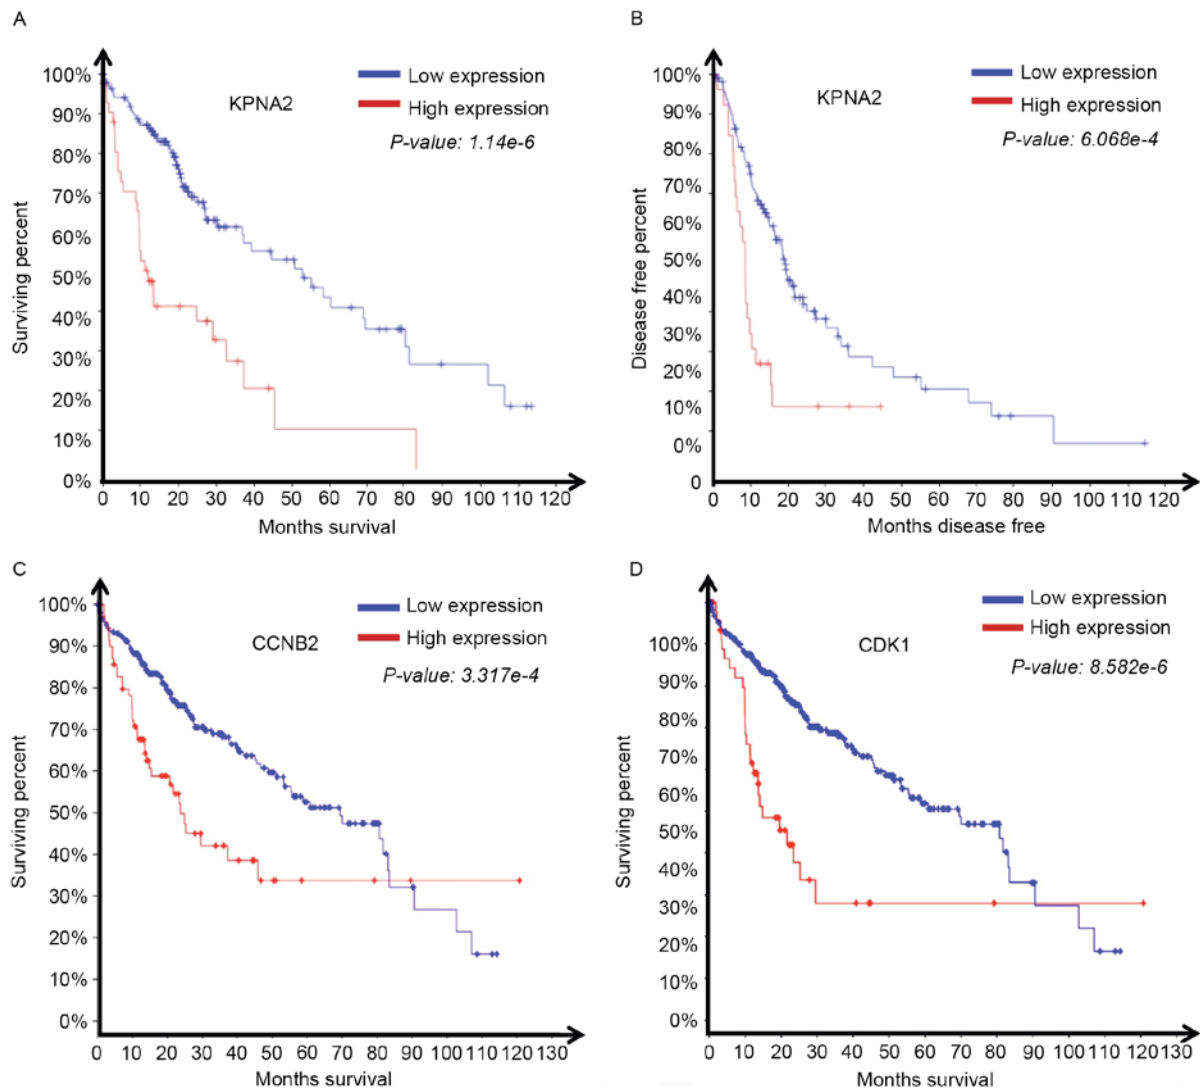 A
100%
90%
80%
70%
60%
50%
40%
30%
20%
10%
0%
Surviving percent
KPNA2
Low expression
High expression
P-value: 1.14e-6
0 10 20 30 40 50 60 70 80 90 100 110 120
Months survival
B
100%
90%
80%
70%
60%
50%
40%
30%
20%
10%
0%
0
Disease free percent
KPNA2
Low expression
High expression
P-value: 6.068e-4
0 10 20 30 40 50 60 70 80 90 100 110 120
Months disease free
C
100%
90%
80%
70%
60%
50%
40%
30%
20%
10%
0%
Surviving percent
CCNB2
Low expression
High expression
P-value: 3.317e-4
0 10 20 30 40 50 60 70 80 90 100 110 120 130
Months survival
D
100%
90%
80%
70%
60%
50%
40%
30%
20%
10%
0%
Surviving percent
CDK1
Low expression
High expression
P-value: 8.582e-6
0 10 20 30 40 50 60 70 80 90 100 110 120 130
Months survival